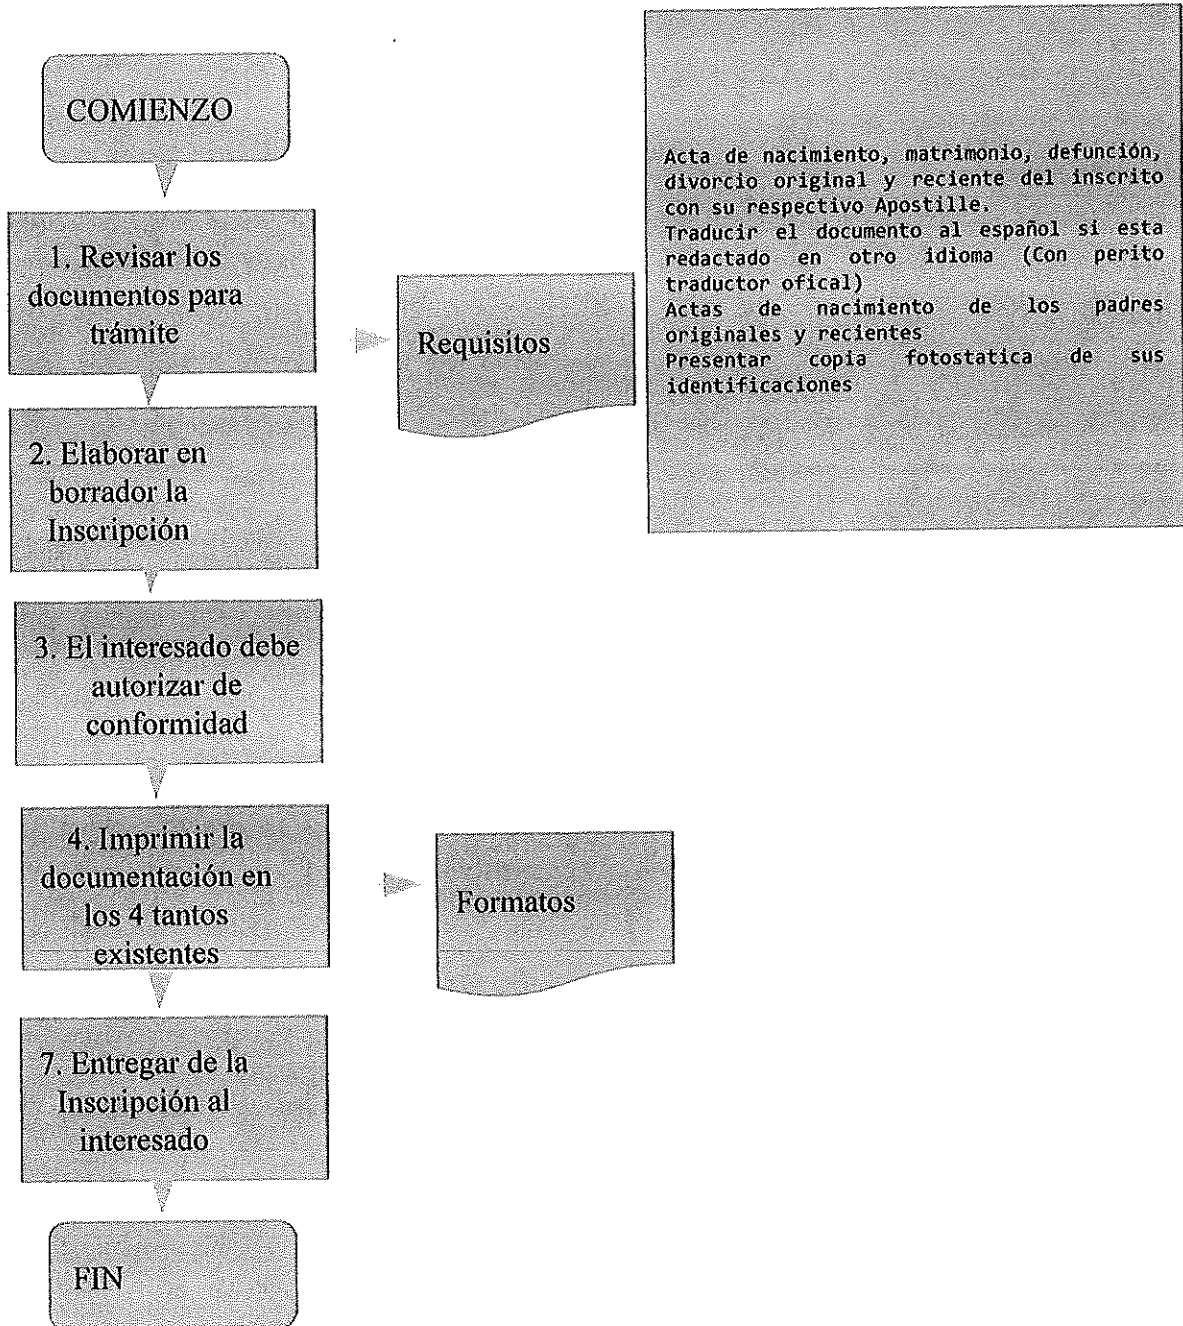 COMIENZO
1. Revisar los
documentos para
trámite
Requisitos
Acta de nacimiento, matrimonio, defunción,
divorcio original y reciente del inscrito
con su respectivo Apostille.
Traducir el documento al español si esta
redactado en otro idioma (Con perito
traductor ofical)
Actas de nacimiento de los padres
originales y recientes
Presentar copia fotostatica de sus
identificaciones
2. Elaborar en
borrador la
Inscripción
3. El interesado debe
autorizar de
conformidad
4. Imprimir la
documentación en
los 4 tantos
existentes
Formatos
7. Entregar de la
Inscripción al
interesado
FIN